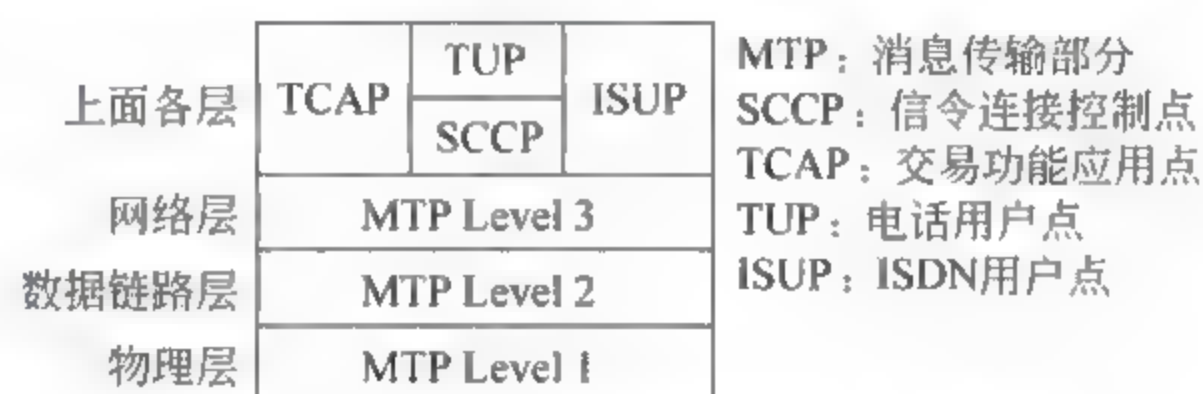 上面各层
TCAP
TUP
SCCP
ISUP
网络层
MTP Level 3
数据链路层
MTP Level 2
物理层
MTP Level 1
MTP：消息传输部分
SCCP：信令连接控制点
TCAP：交易功能应用点
TUP：电话用户点
ISUP：ISDN用户点